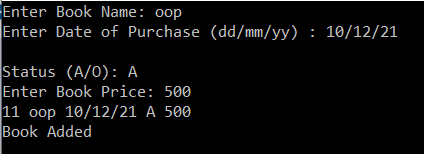 Enter Book Name: oop
Enter Date of Purchase (dd/mm/yy) : 10/12/21
Status (A/O): A
Enter Book Price: 500
11 oop 10/12/21 A 500
Book Added